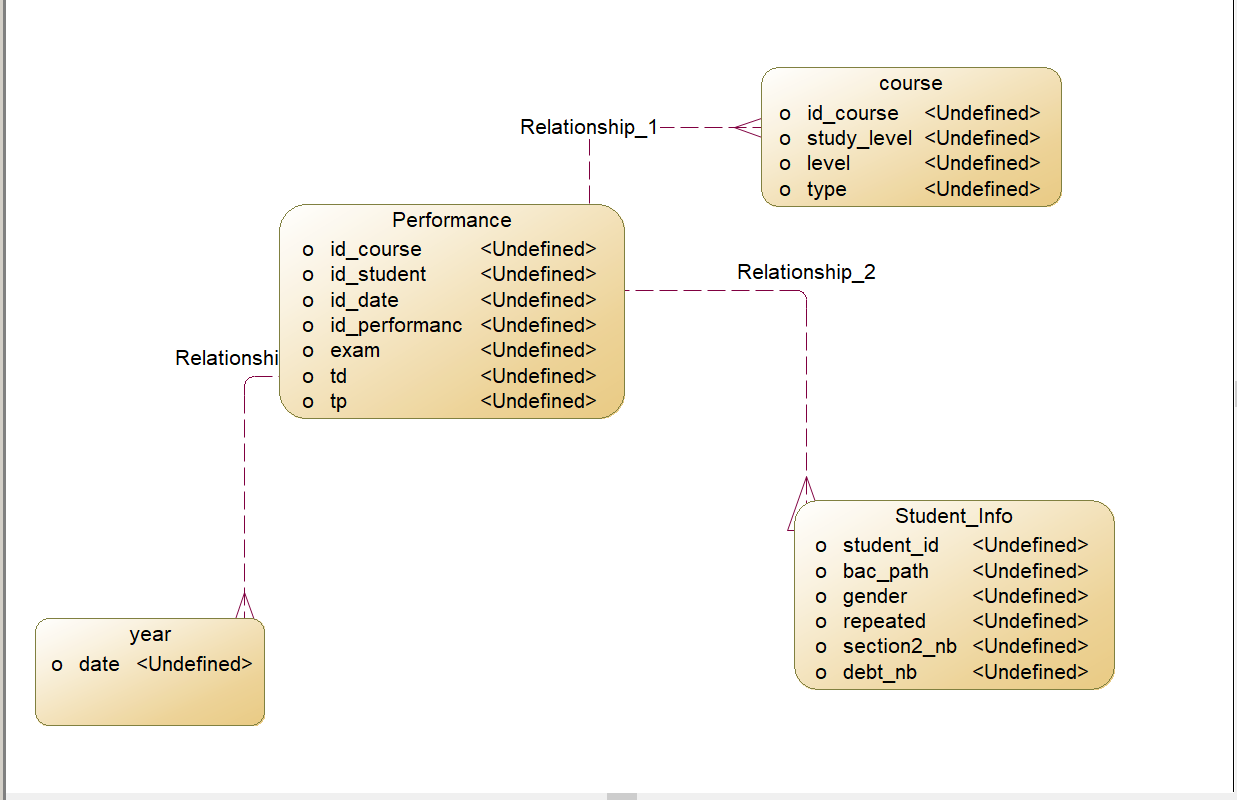 course
o id_course <Undefined>
o study_level <Undefined>
o level <Undefined>
o type <Undefined>
Relationship_1
Performance
o id_course <Undefined>
o id_student <Undefined>
o id_date <Undefined>
o id_performanc <Undefined>
o exam <Undefined>
o td <Undefined>
o tp <Undefined>
Relationship_2
Relationshi
Student_Info
o student_id <Undefined>
o bac_path <Undefined>
o gender <Undefined>
o repeated <Undefined>
o section2_nb <Undefined>
o debt_nb <Undefined>
year
o date <Undefined>